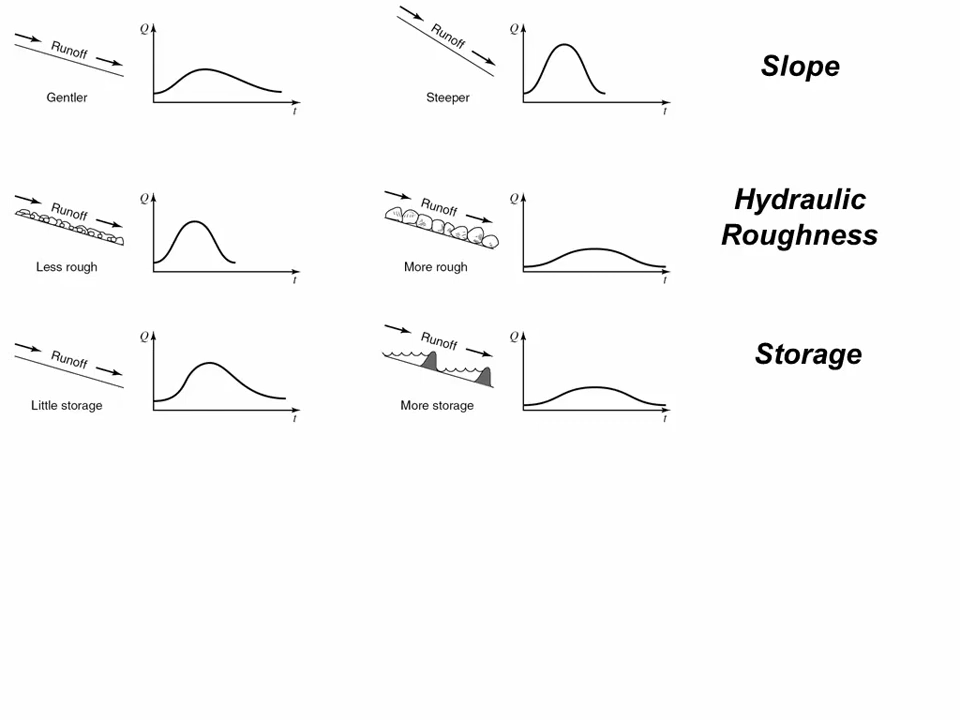 Q
Runoff
Gentler
t
Q
Runoff
Steeper
t
Slope
Q
Runoff
Less rough
t
Q
Runoff
More rough
t
Hydraulic
Roughness
Q
Runoff
Little storage
t
Q
Runoff
More storage
t
Storage